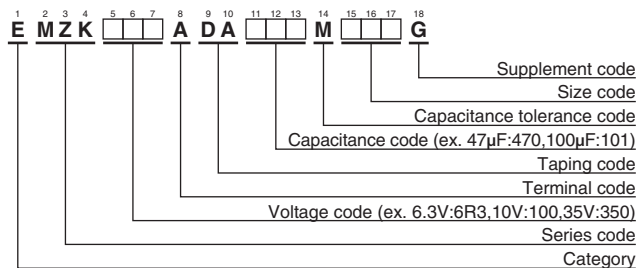 1 2 3 4 5 6 7 8 9 10 11 12 13 14 15 16 17 18
E M Z K A D A M G
Supplement code
Size code
Capacitance tolerance code
Capacitance code (ex. 47μF:470,100μF:101)
Taping code
Terminal code
Voltage code (ex. 6.3V:6R3,10V:100,35V:350)
Series code
Category